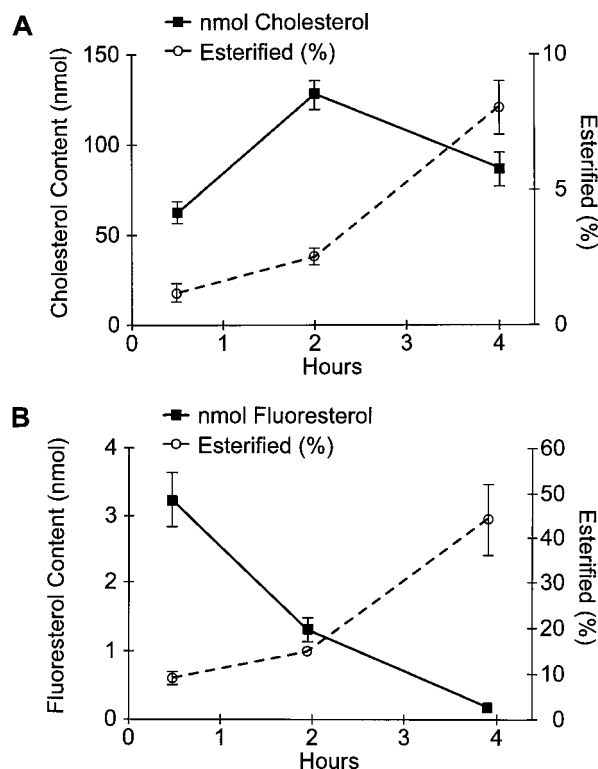 A
nmol Cholesterol
Esterified (%)
150
100
50
0
Cholesterol Content (nmol)
10
5
0
Esterified (%)
0
1
2
3
4
Hours
B
nmol Fluoresterol
Esterified (%)
4
3
2
1
0
Fluoresterol Content (nmol)
60
50
40
30
20
10
0
Esterified (%)
0
1
2
3
4
Hours